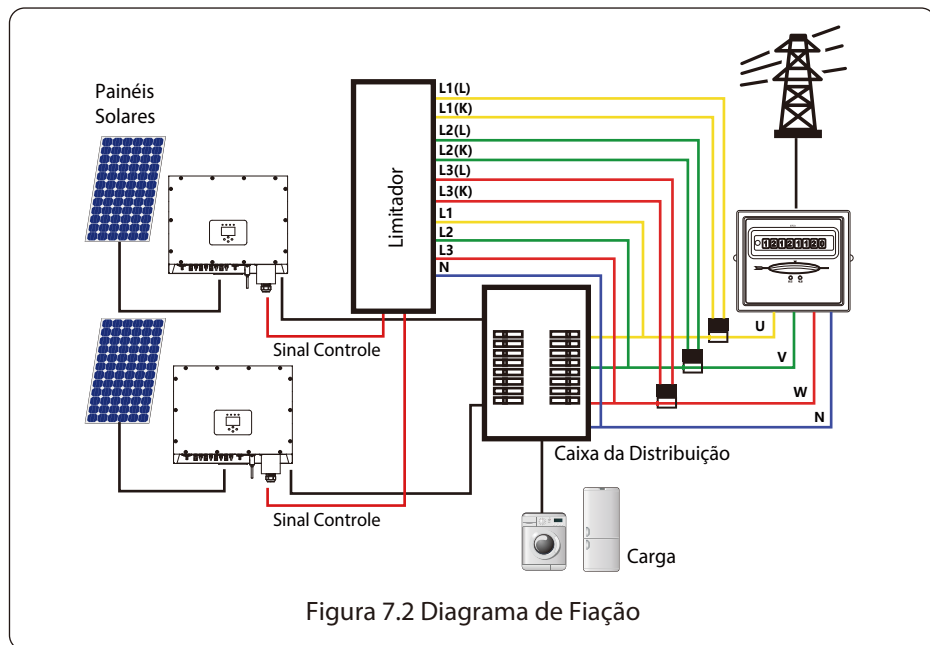 Painéis
Solares
Limitador
L1(L)
L1(K)
L2(L)
L2(K)
L3(L)
L3(K)
L1
L2
L3
N
12121120
U
V
W
N
Sinal Controle
Caixa da Distribuição
Sinal Controle
Carga
Figura 7.2 Diagrama de Fiação